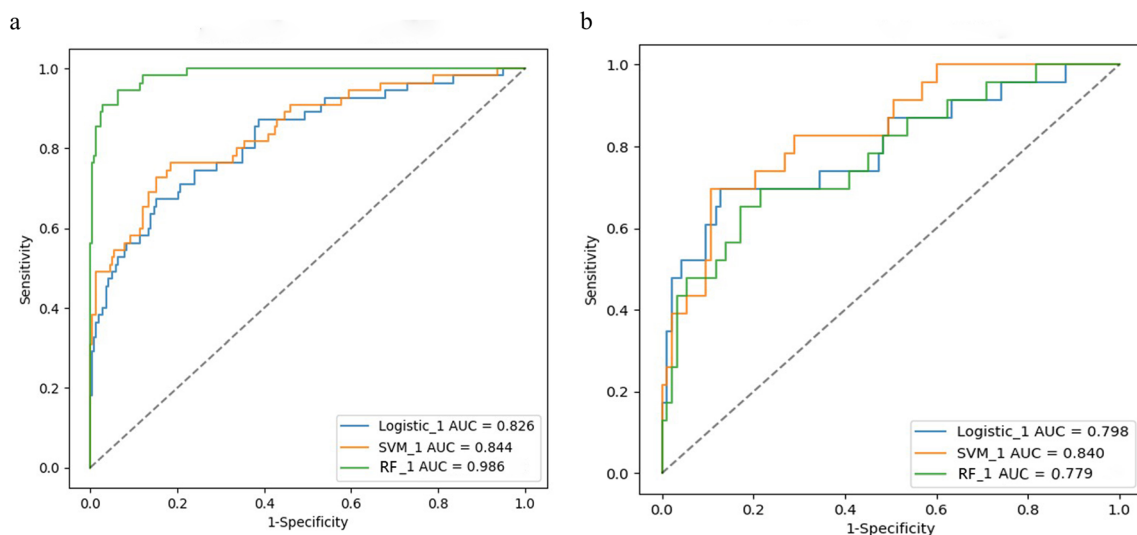 a
1.0
0.8
0.6
0.4
0.2
0.0
Sensitivity
0.0
0.2
0.4
0.6
0.8
1.0
1-Specificity
Logistic_1 AUC = 0.826
SVM_1 AUC = 0.844
RF_1 AUC = 0.986
b
1.0
0.8
0.6
0.4
0.2
0.0
Sensitivity
0.0
0.2
0.4
0.6
0.8
1.0
1-Specificity
Logistic_1 AUC = 0.798
SVM_1 AUC = 0.840
RF_1 AUC = 0.779